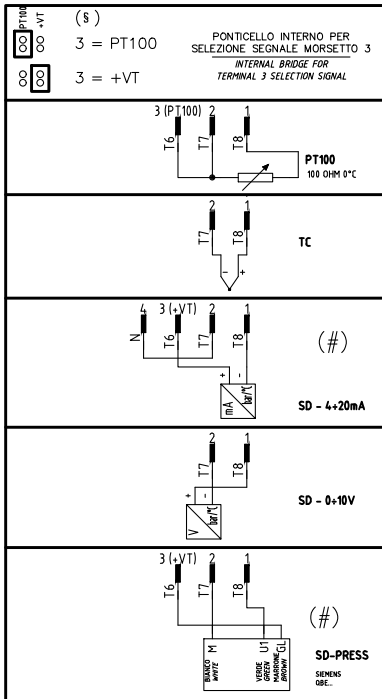 PT100
+VT
(§)
3 = PT100
3 = +VT
PONTICELLO INTERNO PER
SELEZIONE SEGNALE MORSETTO 3
INTERNAL BRIDGE FOR
TERMINAL 3 SELECTION SIGNAL
3 (PT100) 2 1
T6 T7 T8
PT100
100 OHM 0°C
2 1
T7 T8
TC
- +
4 3 (+VT) 2 1
N T6 T7 T8
(#)
+ -
mA bar/°C
SD - 4÷20mA
2 1
T7 T8
+ -
V bar/°C
SD - 0÷10V
3 (+VT) 2 1
T6 T7 T8
(#)
M U1 GL
BIANCO VERDE MARRONE
WHITE GREEN BROWN
SD-PRESS
SIEMENS
QBE...